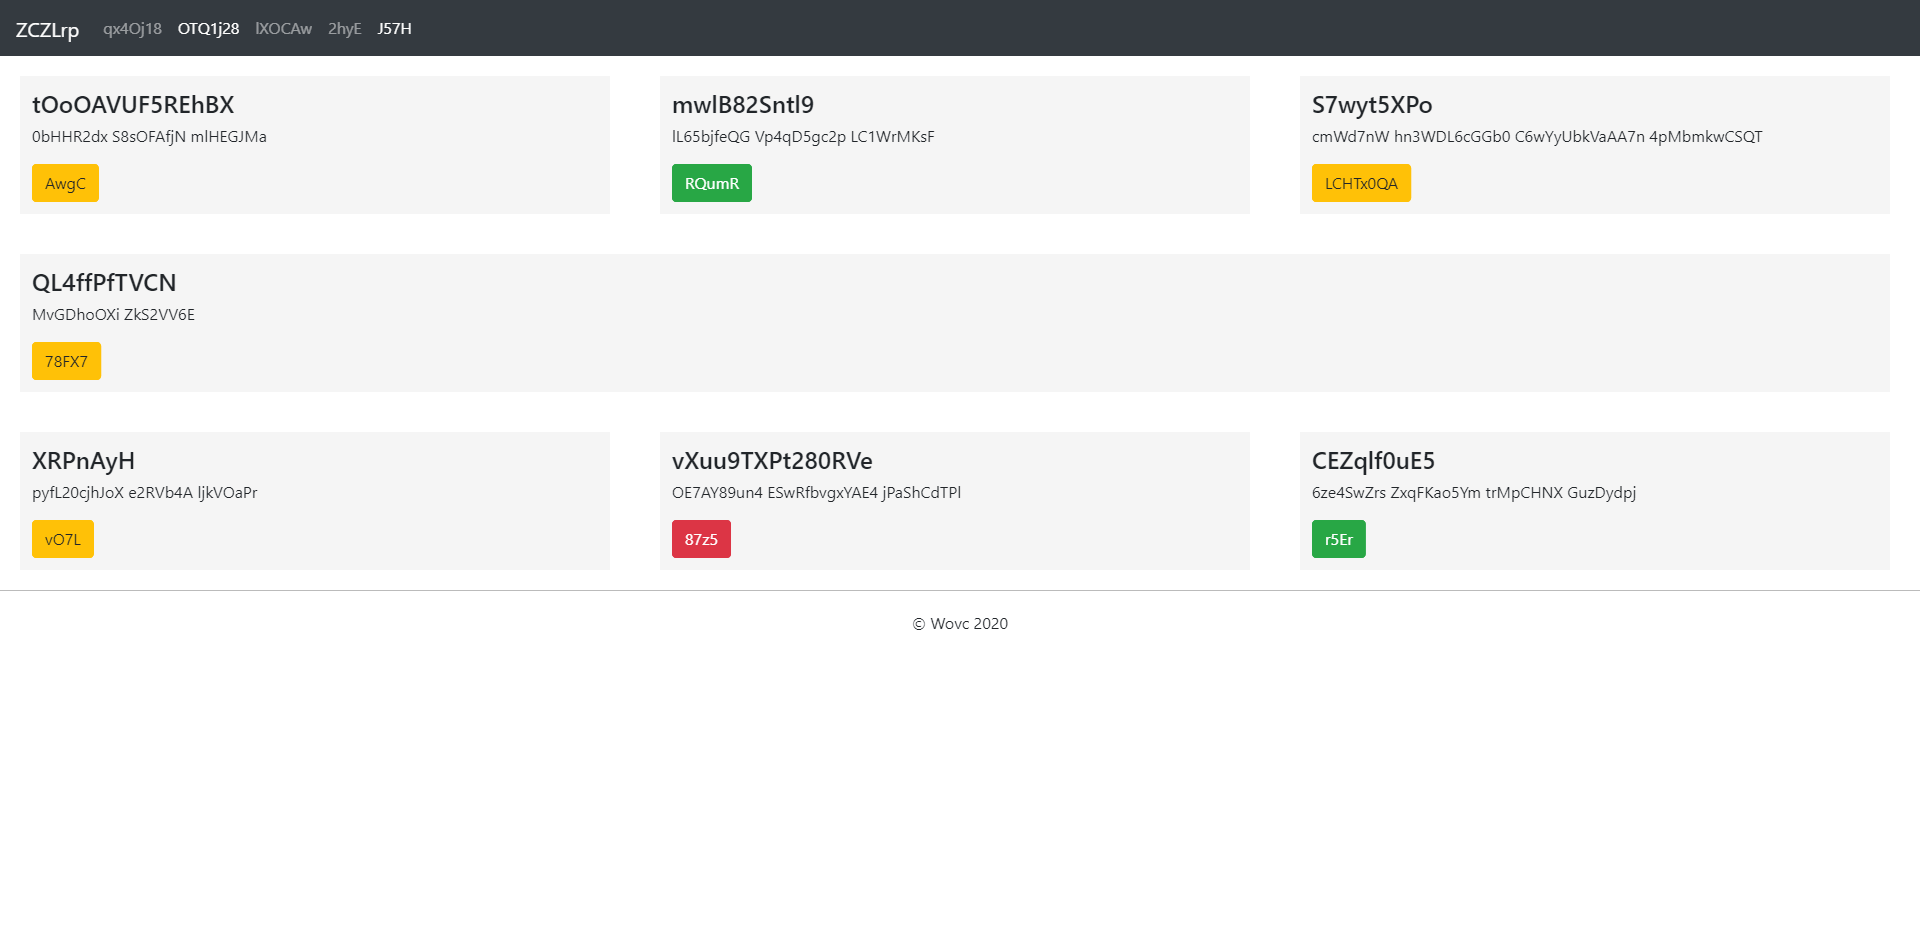 ZCZLrp qx4Oj18 OTQ1j28 lXOCAw 2hyE J57H
tOoOAVUF5REhBX
0bHHR2dx S8sOFAfjN mlHEGJMa
AwgC
mwlB82Sntl9
lL65bjfeQG Vp4qD5gc2p LC1WrMKsF
RQumR
S7wyt5XPo
cmWd7nW hn3WDL6cGGb0 C6wYyUbkVaAA7n 4pMbmkwCSQT
LCHTx0QA
QL4ffPfTVCN
MvGDhoOXi ZkS2VV6E
78FX7
XRPnAyH
pyfL20cjhJoX e2RVb4A ljkVOaPr
vO7L
vXuu9TXPt280RVe
OE7AY89un4 ESwRfbvgxYAE4 jPaShCdTPl
87z5
CEZqlf0uE5
6ze4SwZrs ZxqFKao5Ym trMpCHNX GuzDydpj
r5Er
© Wovc 2020